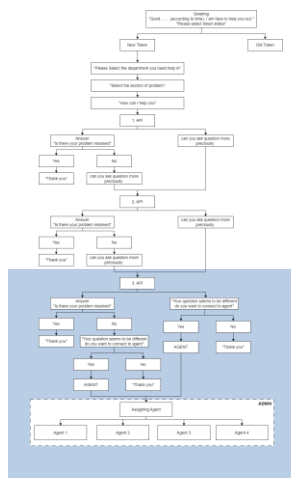 Greeting
"Good....... (according to time), I am here to help you out"
"Please select token status"
New Token
Old Token
"Please Select the department you need help in"
"Select the section of problem"
"How can I help you"
1. API
Answer
"Is there your problem resolved"
can you ask question more
precisely
Yes
No
"Thank you"
can you ask question more
precisely
2. API
Answer
"Is there your problem resolved"
can you ask question more
precisely
Yes
No
"Thank you"
can you ask question more
precisely
3. API
Answer
"Is there your problem resolved"
"Your question seems to be different
do you want to connect to agent"
Yes
No
Yes
No
"Thank you"
"Your question seems to be different
do you want to connect to agent"
AGENT
"Thank you"
Yes
No
AGENT
"Thank you"
ADMIN
Assigning Agent
Agent 1
Agent 2
Agent 3
Agent 4